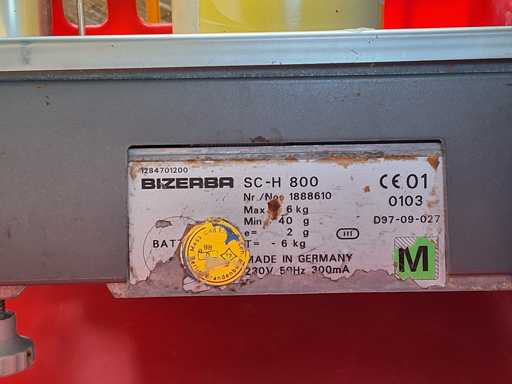 1284701200
BIZERBA SC-H 800
CE 01
0103
Nr./No. 1888610
Max 6 kg
Min 40 g
D97-09-027
e= 2 g
III
BATT
T= - 6 kg
MADE IN GERMANY
230V 50Hz 300mA
M